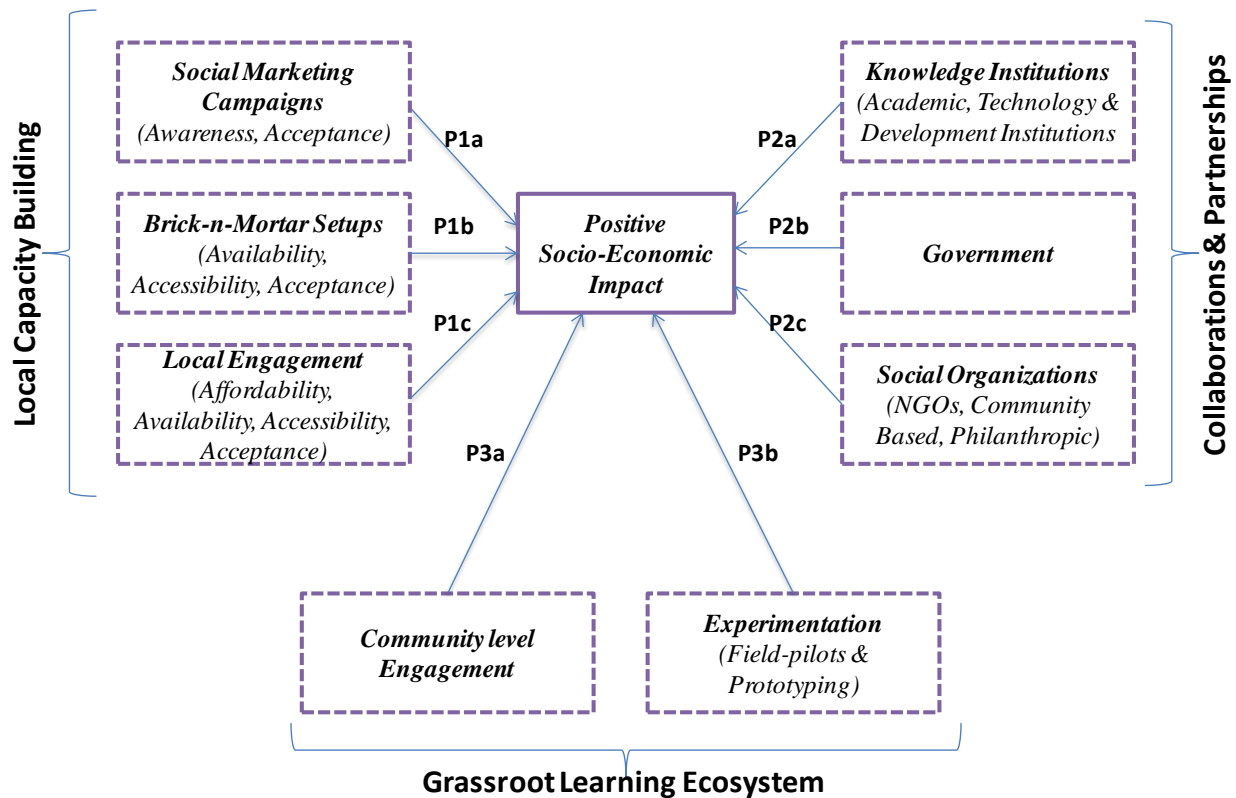 Local Capacity Building
Social Marketing
Campaigns
(Awareness, Acceptance)
Brick-n-Mortar Setups
(Availability,
Accessibility, Acceptance)
Local Engagement
(Affordability,
Availability, Accessibility,
Acceptance)
P1a
P1b
P1c
Positive
Socio-Economic
Impact
P2a
P2b
P2c
Knowledge Institutions
(Academic, Technology &
Development Institutions
Government
Social Organizations
(NGOs, Community
Based, Philanthropic)
Collaborations & Partnerships
P3a
P3b
Community level
Engagement
Experimentation
(Field-pilots &
Prototyping)
Grassroot Learning Ecosystem